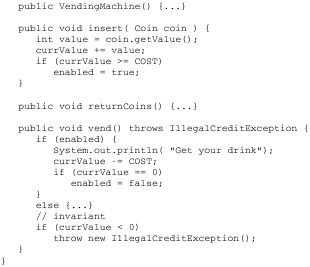 public VendingMachine() {...}
public void insert( Coin coin ) {
int value = coin.getValue();
currValue += value;
if (currValue >= COST)
enabled = true;
}
public void returnCoins() {...}
public void vend() throws IllegalCreditException {
if (enabled) {
System.out.println( "Get your drink");
currValue -= COST;
if (currValue == 0)
enabled = false;
}
else {...}
// invariant
if (currValue < 0)
throw new IllegalCreditException();
}
}